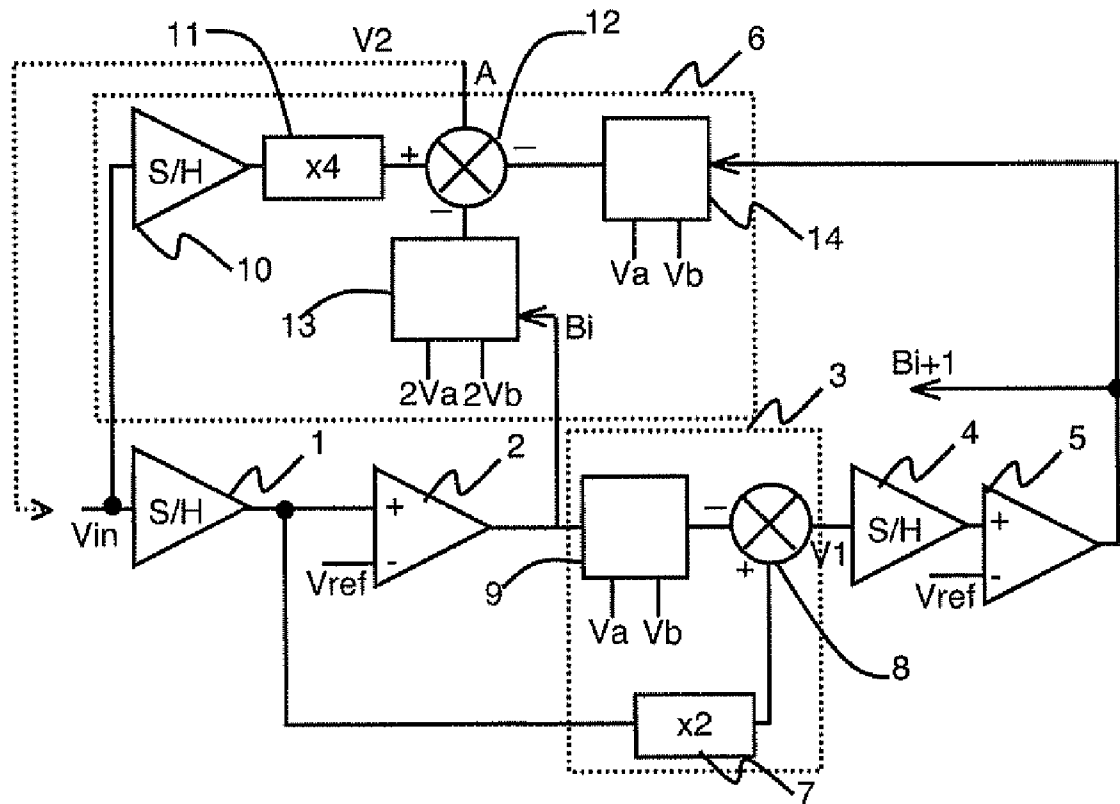 11
V2
12
6
A
S/H
x4
+
−
−
10
13
Bi
Va Vb
14
2Va 2Vb
Bi+1
3
1
2
4
5
Vin
S/H
+
-
Vref
9
−
+
V1
S/H
+
-
Vref
Va Vb
8
x2
7